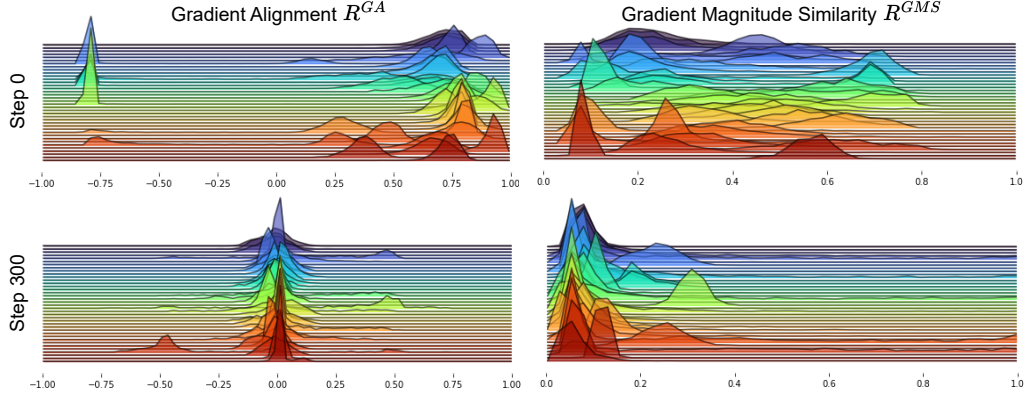 Gradient Alignment R^{GA}
Gradient Magnitude Similarity R^{GMS}
Step 0
−1.00 −0.75 −0.50 −0.25 0.00 0.25 0.50 0.75 1.00
0.0 0.2 0.4 0.6 0.8 1.0
Step 300
−1.00 −0.75 −0.50 −0.25 0.00 0.25 0.50 0.75 1.00
0.0 0.2 0.4 0.6 0.8 1.0